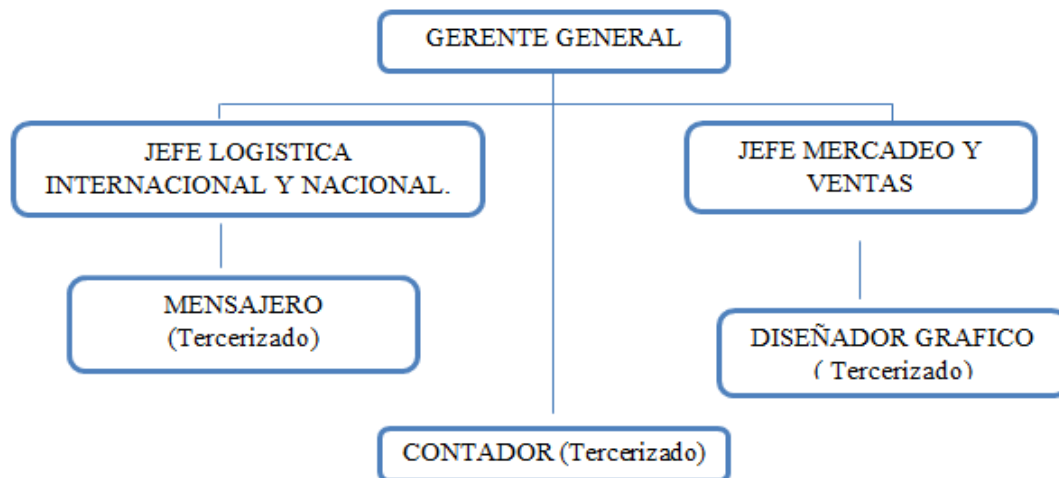 GERENTE GENERAL
JEFE LOGISTICA
INTERNACIONAL Y NACIONAL.
JEFE MERCADEO Y
VENTAS
MENSAJERO
(Tercerizado)
DISEÑADOR GRAFICO
( Tercerizado)
CONTADOR (Tercerizado)